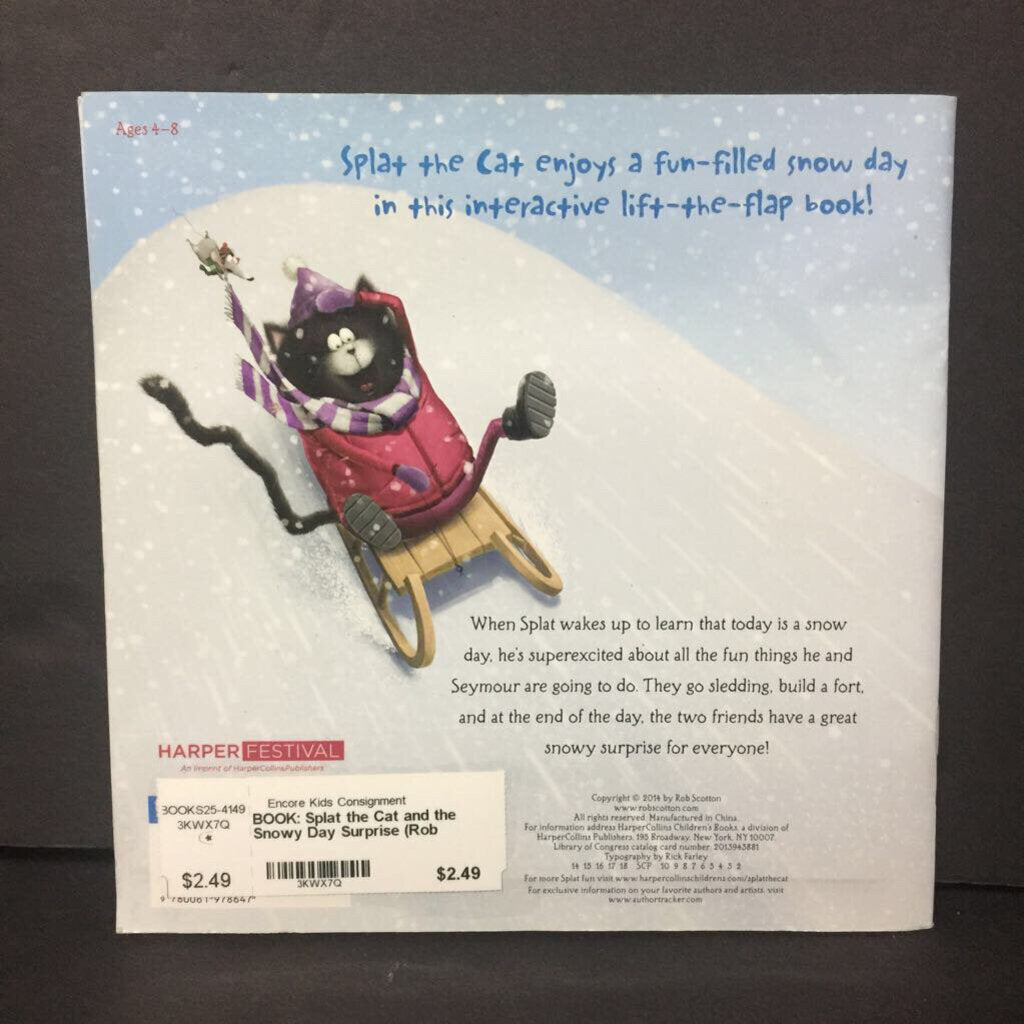 Ages 4–8
Splat the Cat enjoys a fun-filled snow day
in this interactive lift-the-flap book!
When Splat wakes up to learn that today is a snow
day, he's superexcited about all the fun things he and
Seymour are going to do. They go sledding, build a fort,
and at the end of the day, the two friends have a great
snowy surprise for everyone!
HARPER FESTIVAL
An Imprint of HarperCollinsPublishers
BOOKS25-4149
3KWX7Q
Encore Kids Consignment
BOOK: Splat the Cat and the
Snowy Day Surprise (Rob
$2.49
3KWX7Q
$2.49
9 780061 978647
Copyright © 2014 by Rob Scotton
www.robscotton.com
All rights reserved. Manufactured in China.
For information address HarperCollins Children's Books, a division of
HarperCollins Publishers, 195 Broadway, New York, NY 10007.
Library of Congress catalog card number: 2013943881
Typography by Rick Farley
14 15 16 17 18 SCP 10 9 8 7 6 5 4 3 2
For more Splat fun visit www.harpercollinschildrens.com/splatthecat
For exclusive information on your favorite authors and artists, visit
www.authortracker.com